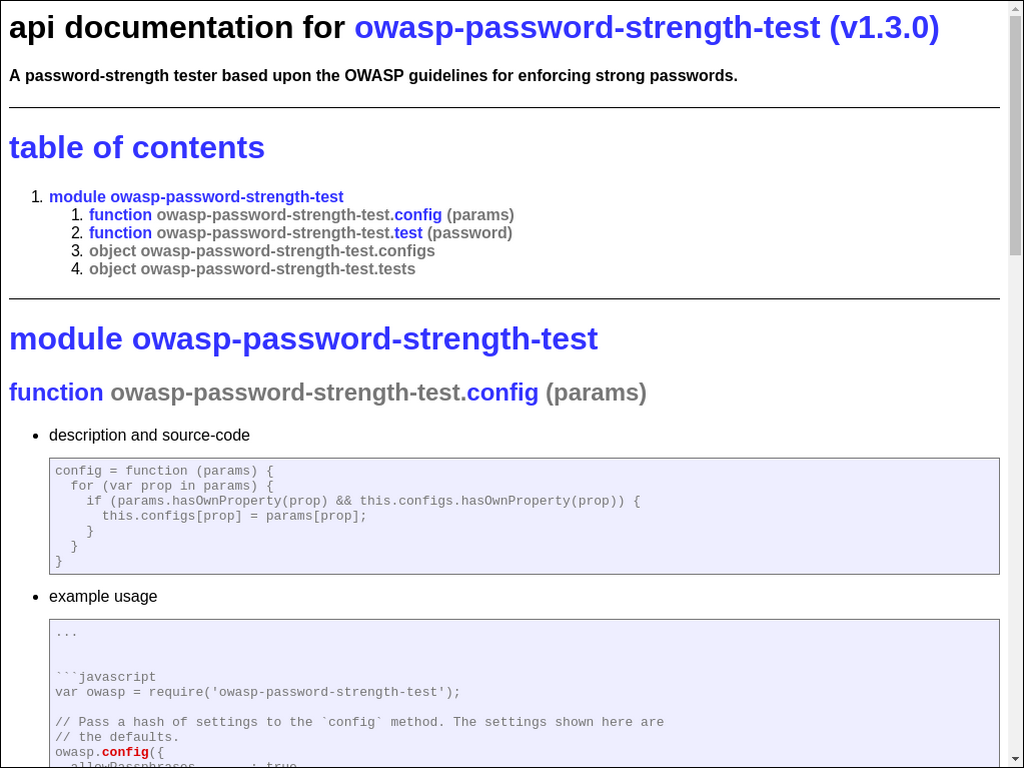 api documentation for owasp-password-strength-test (v1.3.0)
A password-strength tester based upon the OWASP guidelines for enforcing strong passwords.
table of contents
1. module owasp-password-strength-test
1. function owasp-password-strength-test.config (params)
2. function owasp-password-strength-test.test (password)
3. object owasp-password-strength-test.configs
4. object owasp-password-strength-test.tests
module owasp-password-strength-test
function owasp-password-strength-test.config (params)
• description and source-code
config = function (params) {
  for (var prop in params) {
    if (params.hasOwnProperty(prop) && this.configs.hasOwnProperty(prop)) {
      this.configs[prop] = params[prop];
    }
  }
}
• example usage
...
```javascript
var owasp = require('owasp-password-strength-test');
// Pass a hash of settings to the `config` method. The settings shown here are
// the defaults.
owasp.config({
  allowPassphrases       : true,